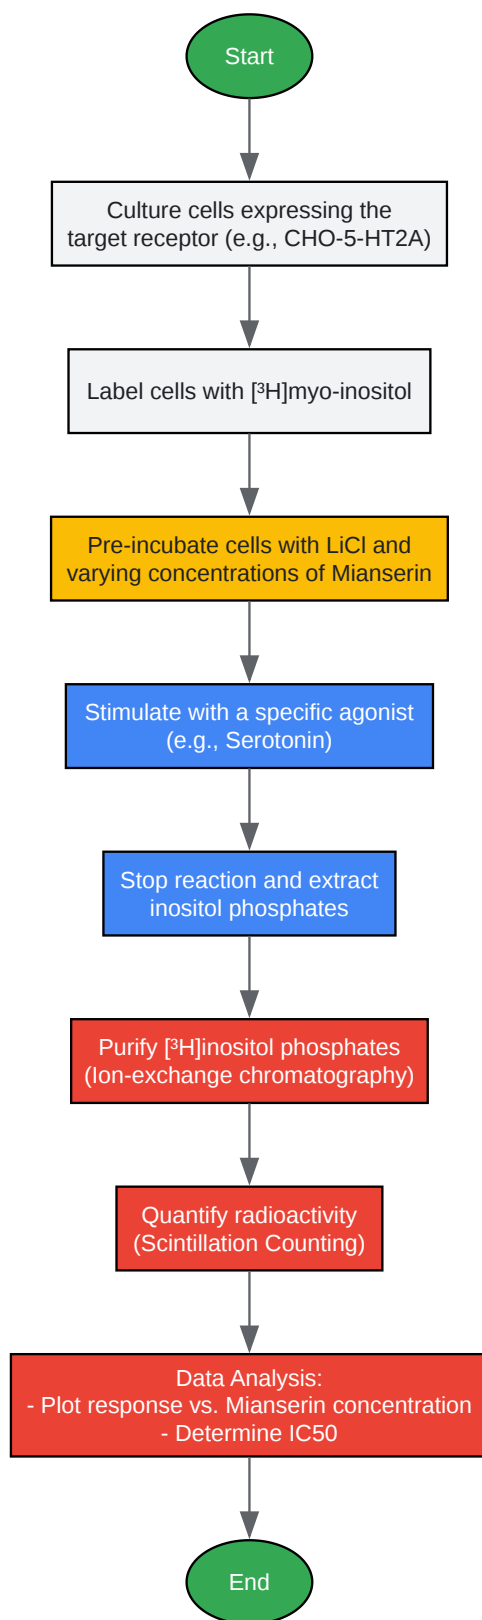 Start
Culture cells expressing the
target receptor (e.g., CHO-5-HT2A)
Label cells with [³H]myo-inositol
Pre-incubate cells with LiCl and
varying concentrations of Mianserin
Stimulate with a specific agonist
(e.g., Serotonin)
Stop reaction and extract
inositol phosphates
Purify [³H]inositol phosphates
(Ion-exchange chromatography)
Quantify radioactivity
(Scintillation Counting)
Data Analysis:
- Plot response vs. Mianserin concentration
- Determine IC50
End